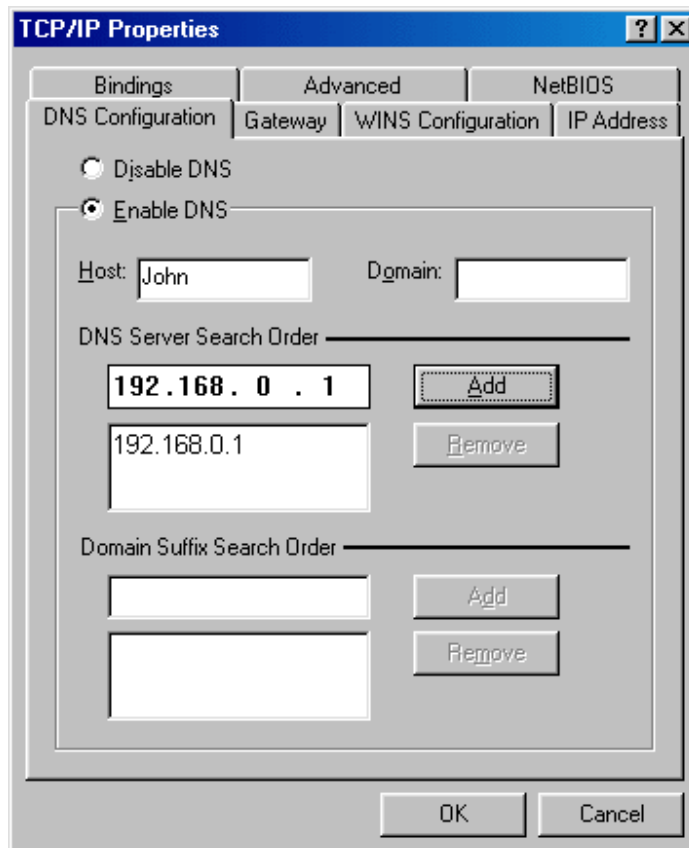 TCP/IP Properties
Bindings Advanced NetBIOS
DNS Configuration Gateway WINS Configuration IP Address
Disable DNS
Enable DNS
Host: John Domain:
DNS Server Search Order
192.168. 0 . 1 Add
192.168.0.1 Remove
Domain Suffix Search Order
Add
Remove
OK Cancel